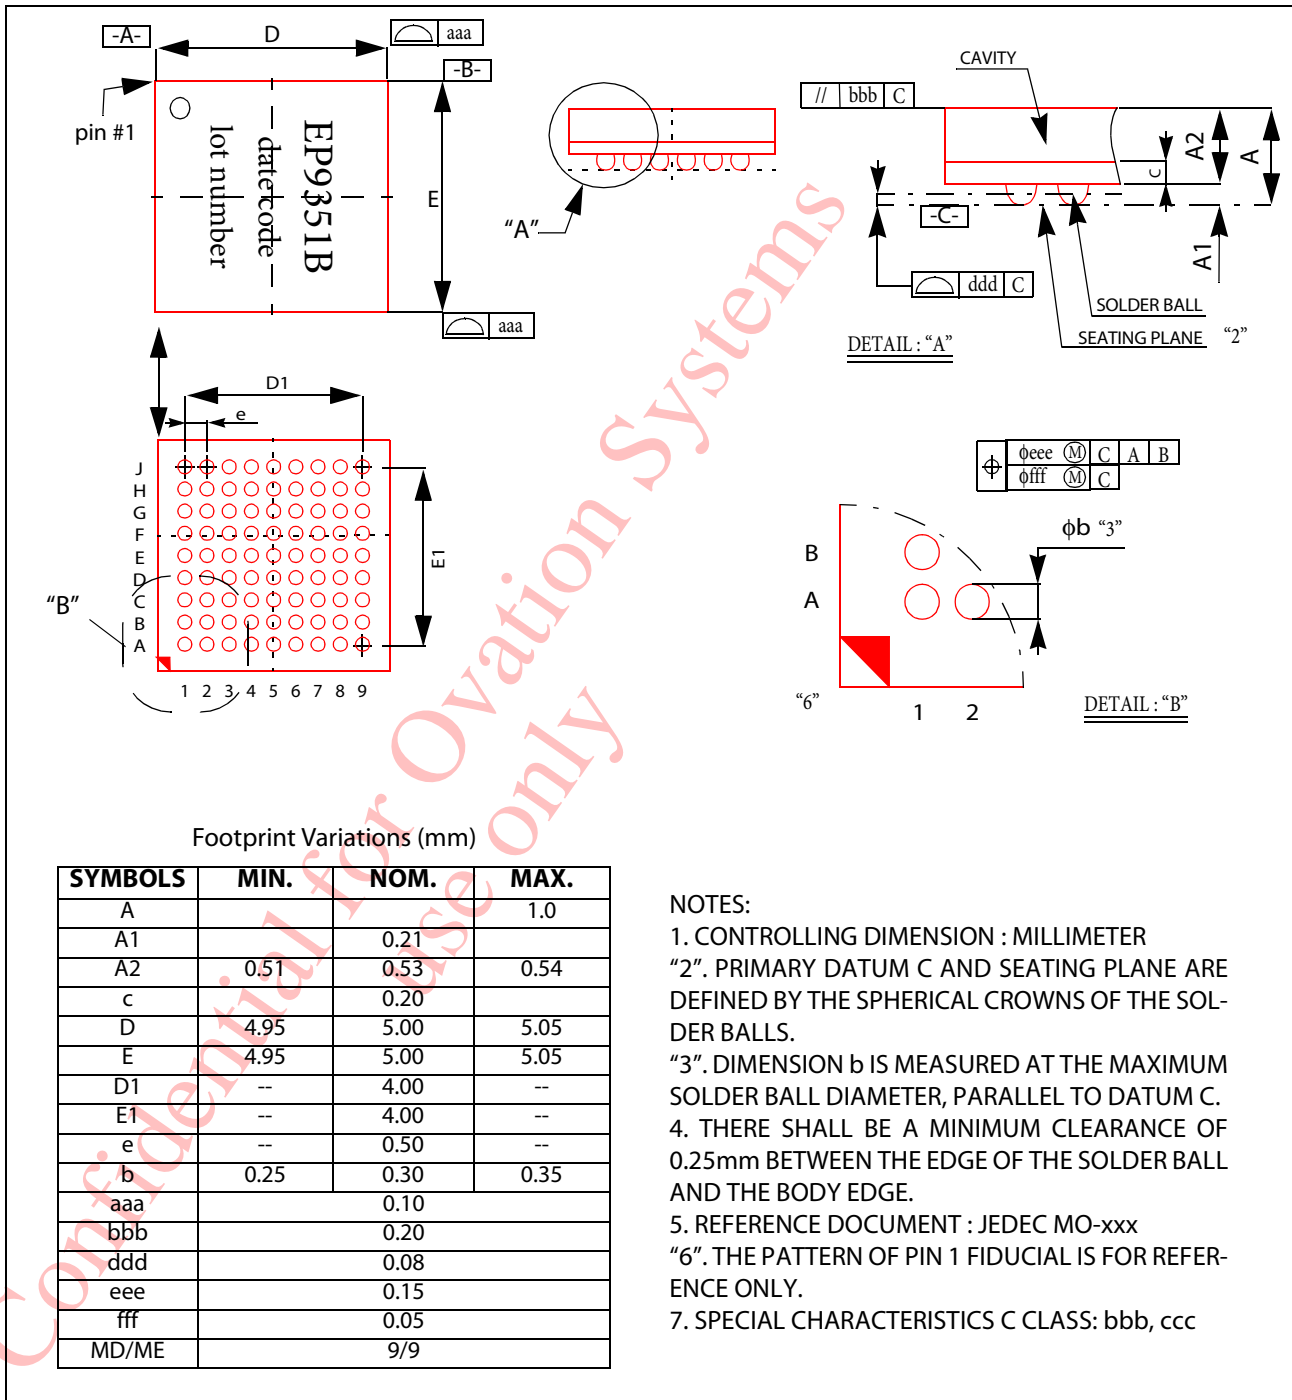 -A-
D
aaa
-B-
pin #1
EP9351B
date code
lot number
E
aaa
"A"
CAVITY
// bbb C
A2
A
c
-C-
A1
ddd C
SOLDER BALL
SEATING PLANE "2"
DETAIL : "A"
D1
e
J
H
G
F
E
D
C
B
A
E1
"B"
1 2 3 4 5 6 7 8 9
ϕeee Ⓜ C A B
ϕfff Ⓜ C
ϕb "3"
B
A
"6"
1 2
DETAIL : "B"
Confidential for Ovation Systems
use only
Footprint Variations (mm)
SYMBOLS MIN. NOM. MAX.
A 1.0
A1 0.21
A2 0.51 0.53 0.54
c 0.20
D 4.95 5.00 5.05
E 4.95 5.00 5.05
D1 -- 4.00 --
E1 -- 4.00 --
e -- 0.50 --
b 0.25 0.30 0.35
aaa 0.10
bbb 0.20
ddd 0.08
eee 0.15
fff 0.05
MD/ME 9/9
NOTES:
1. CONTROLLING DIMENSION : MILLIMETER
"2". PRIMARY DATUM C AND SEATING PLANE ARE
DEFINED BY THE SPHERICAL CROWNS OF THE SOL-
DER BALLS.
"3". DIMENSION b IS MEASURED AT THE MAXIMUM
SOLDER BALL DIAMETER, PARALLEL TO DATUM C.
4. THERE SHALL BE A MINIMUM CLEARANCE OF
0.25mm BETWEEN THE EDGE OF THE SOLDER BALL
AND THE BODY EDGE.
5. REFERENCE DOCUMENT : JEDEC MO-xxx
"6". THE PATTERN OF PIN 1 FIDUCIAL IS FOR REFER-
ENCE ONLY.
7. SPECIAL CHARACTERISTICS C CLASS: bbb, ccc